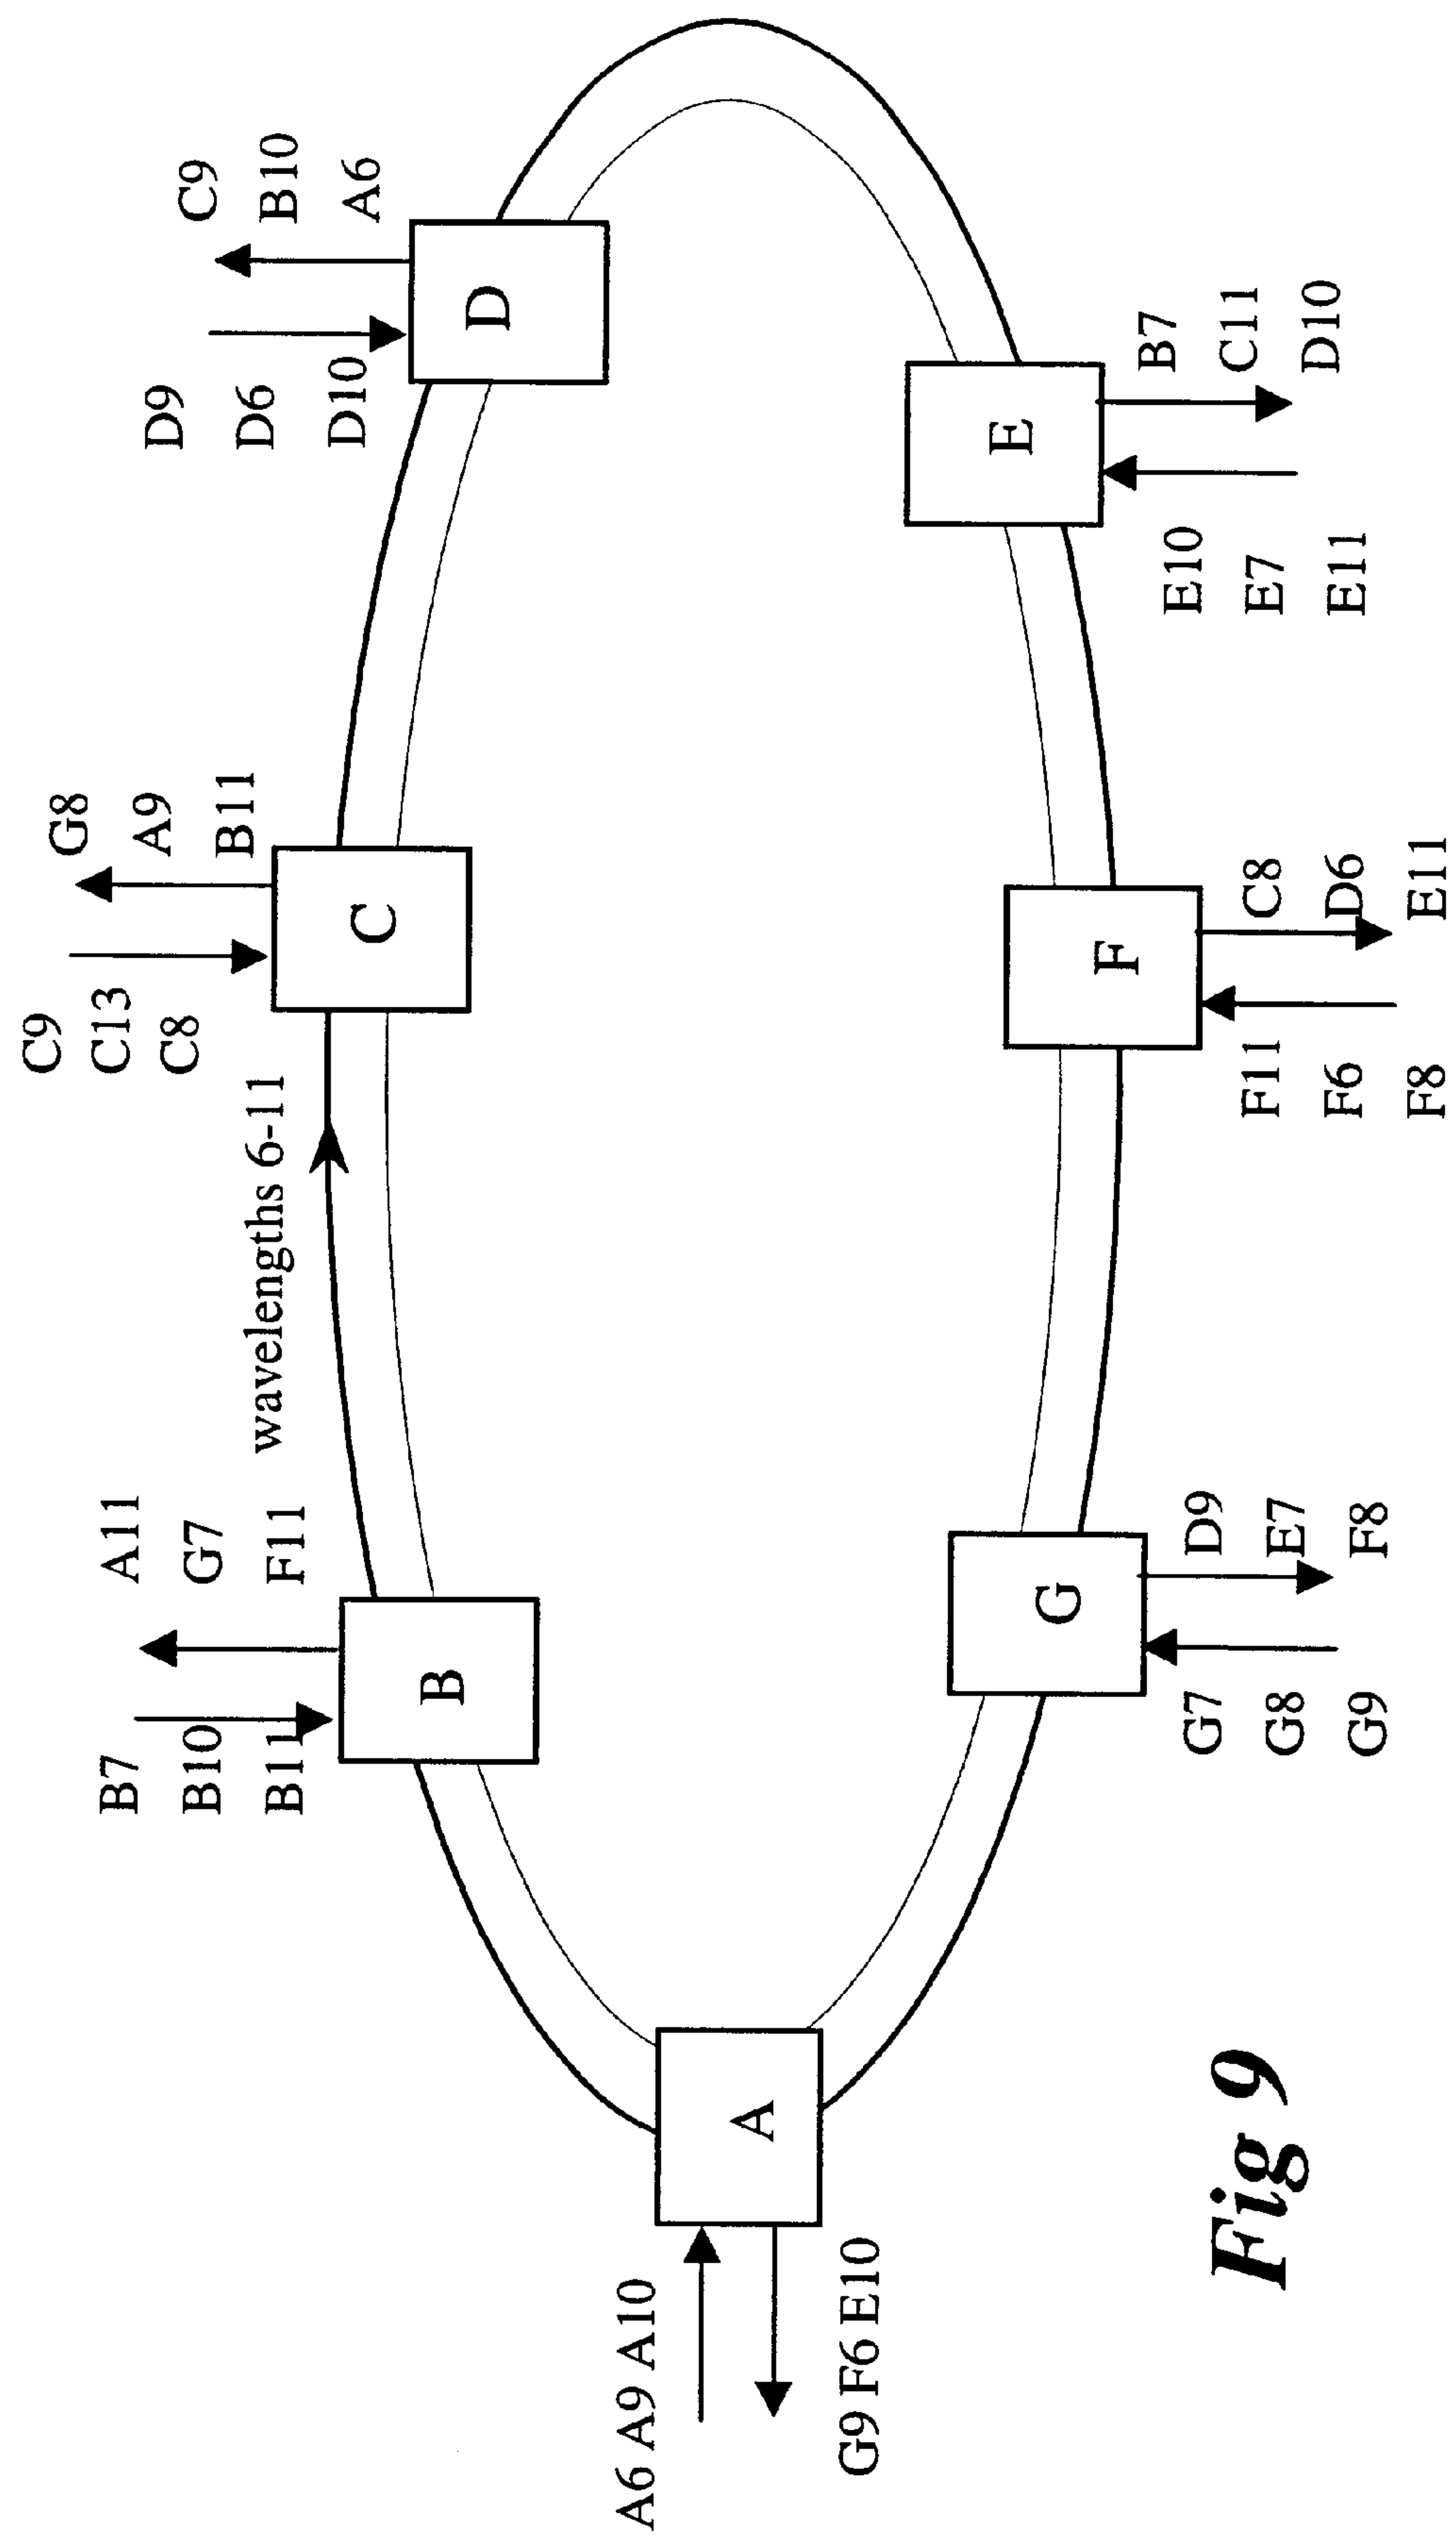 C9
C13
C8
G8
A9
B11
D9
D6
D10
C9
B10
A6
B7
B10
B11
A11
G7
F11
wavelengths 6-11
B
C
D
A6 A9 A10
A
G9 F6 E10
G
F
E
G7
G8
G9
D9
E7
F8
F11
F6
F8
C8
D6
E11
E10
E7
E11
B7
C11
D10
Fig 9